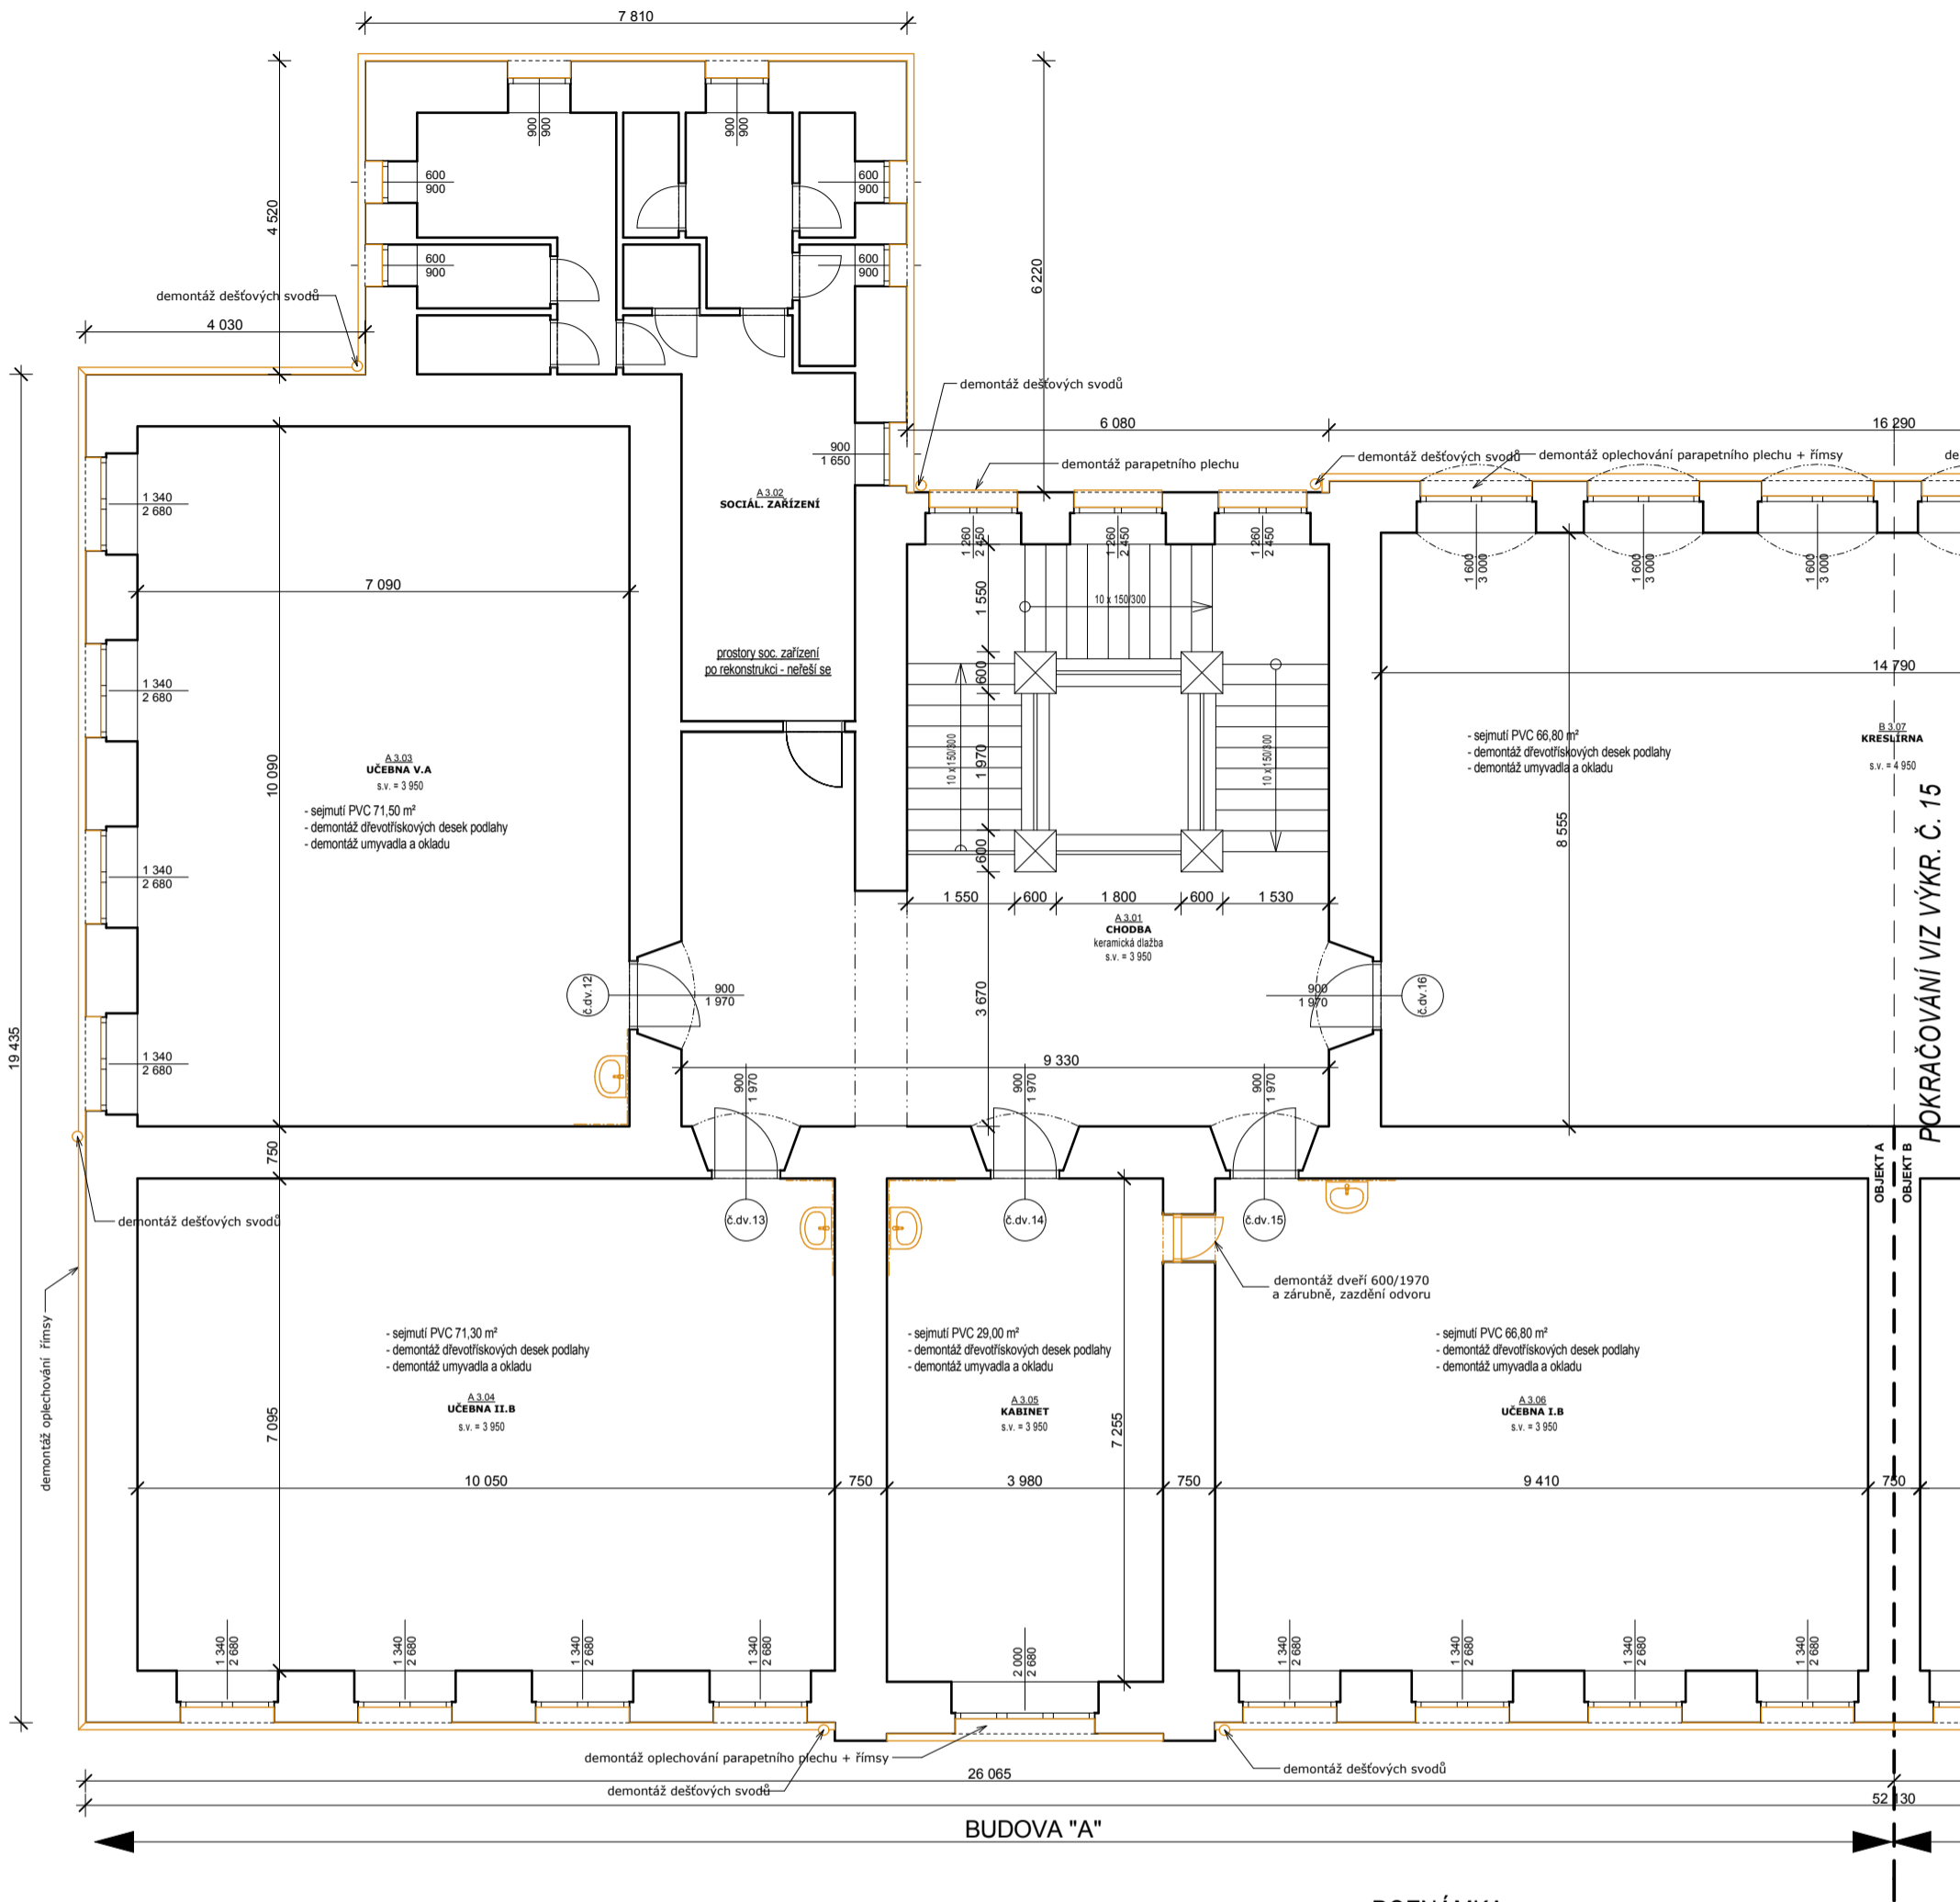 7 810
900
900
900
900
600
900
600
900
4 520
600
900
600
900
6 220
demontáž dešťových svodů
4 030
demontáž dešťových svodů
6 080
16 290
demontáž parapetního plechu
demontáž dešťových svodů
demontáž oplechování parapetního plechu + římsy
de
900
1 650
A 3.02
SOCIÁL. ZAŘÍZENÍ
1 340
2 680
1 260
2 450
1 260
2 450
1 260
2 450
1 600
3 000
1 600
3 000
1 600
3 000
7 090
1 550
10 x 150/300
prostory soc. zařízení
po rekonstrukci - neřeší se
600
14 790
1 340
2 680
10 090
A 3.03
UČEBNA V.A
s.v. = 3 950
- sejmutí PVC 71,50 m²
- demontáž dřevotřískových desek podlahy
- demontáž umyvadla a okladu
10 x 150/300
1 970
10 x 150/300
- sejmutí PVC 66,80 m²
- demontáž dřevotřískových desek podlahy
- demontáž umyvadla a okladu
B 3.07
KRESLÍRNA
s.v. = 4 950
8 555
POKRAČOVÁNÍ VIZ VÝKR. Č. 15
600
1 340
2 680
1 550
600
1 800
600
1 530
A 3.01
CHODBA
keramická dlažba
s.v. = 3 950
19 435
č.dv.12
900
1 970
3 670
900
1 970
č.dv.16
1 340
2 680
9 330
900
1 970
900
1 970
900
1 970
750
OBJEKT A
OBJEKT B
demontáž dešťových svodů
č.dv.13
č.dv.14
č.dv.15
demontáž dveří 600/1970
a zárubně, zazdění odvoru
demontáž oplechování římsy
- sejmutí PVC 71,30 m²
- demontáž dřevotřískových desek podlahy
- demontáž umyvadla a okladu
- sejmutí PVC 29,00 m²
- demontáž dřevotřískových desek podlahy
- demontáž umyvadla a okladu
- sejmutí PVC 66,80 m²
- demontáž dřevotřískových desek podlahy
- demontáž umyvadla a okladu
A 3.04
UČEBNA II.B
s.v. = 3 950
A 3.05
KABINET
s.v. = 3 950
A 3.06
UČEBNA I.B
s.v. = 3 950
7 095
7 255
10 050
750
3 980
750
9 410
750
1 340
2 680
1 340
2 680
1 340
2 680
1 340
2 680
2 000
2 680
1 340
2 680
1 340
2 680
1 340
2 680
1 340
2 680
demontáž oplechování parapetního plechu + římsy
demontáž dešťových svodů
demontáž dešťových svodů
26 065
52 130
BUDOVA "A"